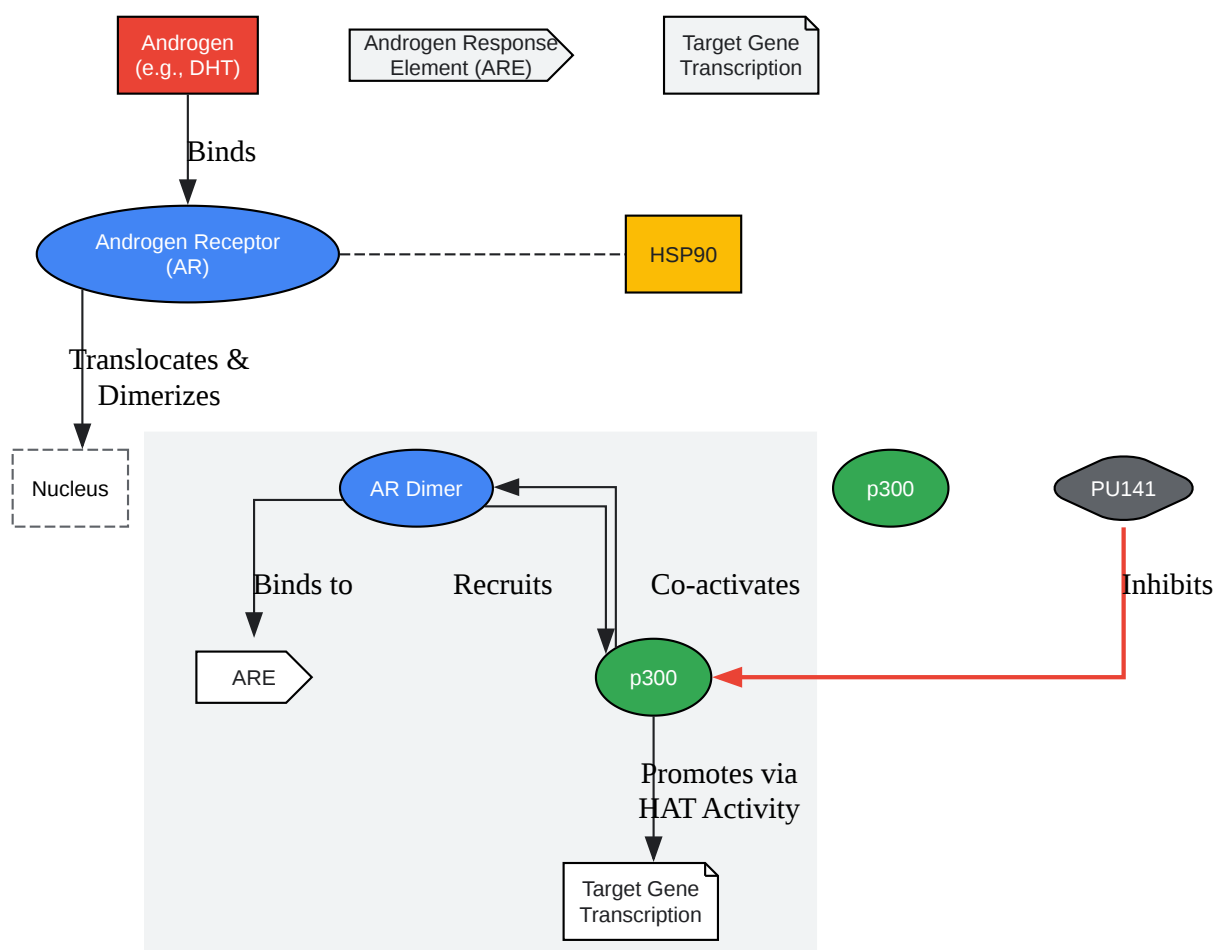 Androgen
(e.g., DHT)
Androgen Response
Element (ARE)
Target Gene
Transcription
Binds
Androgen Receptor
(AR)
HSP90
Translocates &
Dimerizes
Nucleus
AR Dimer
p300
PU141
Binds to
Recruits
Co-activates
Inhibits
ARE
p300
Promotes via
HAT Activity
Target Gene
Transcription